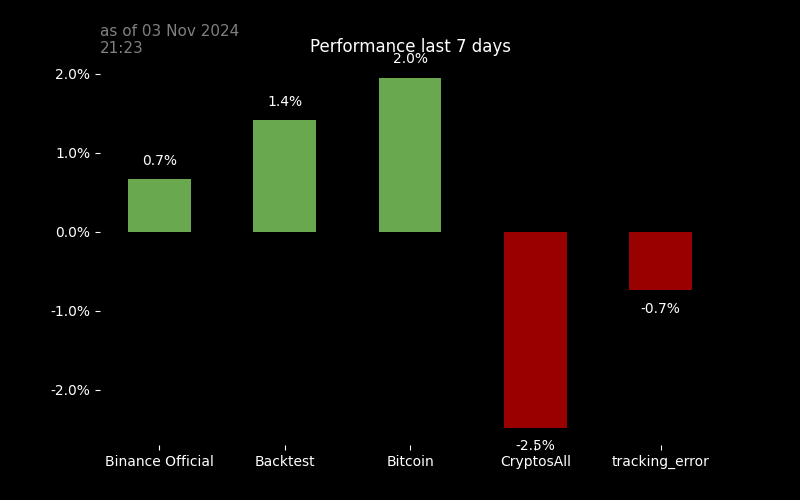 as of 03 Nov 2024
21:23
Performance last 7 days
2.0%
1.0%
0.0%
-1.0%
-2.0%
0.7%
1.4%
2.0%
-2.5%
-0.7%
Binance Official
Backtest
Bitcoin
CryptosAll
tracking_error